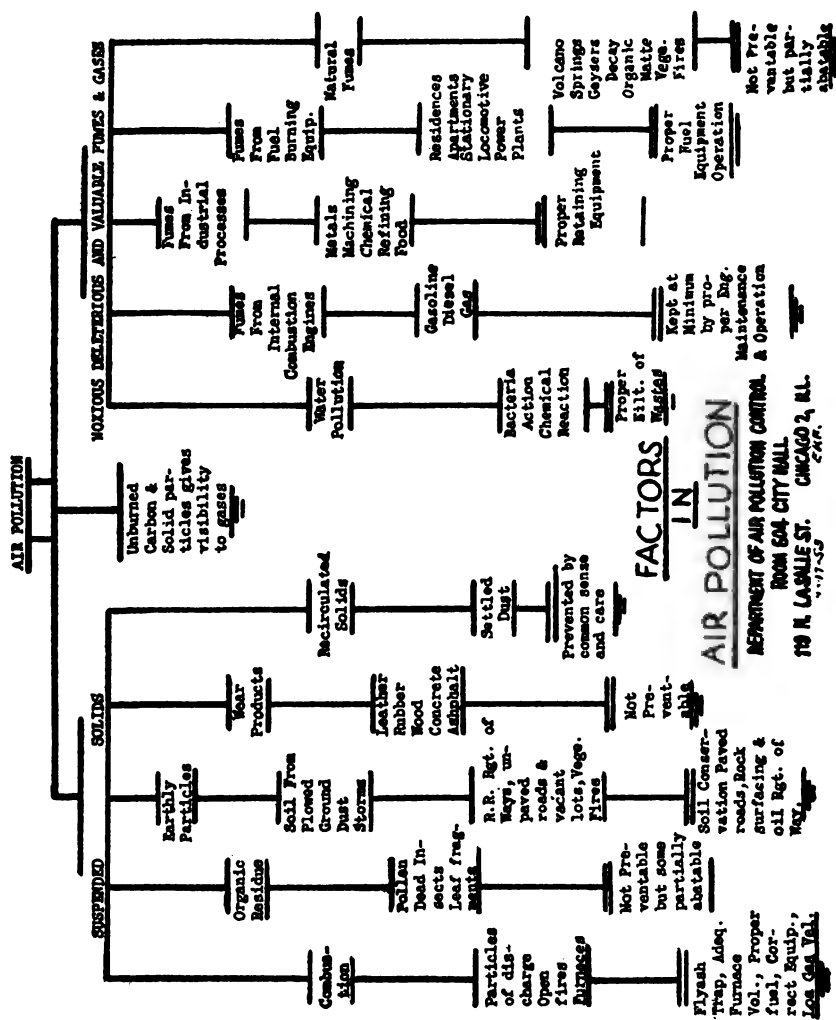 AIR POLLUTION
SUSPENDED SOLIDS
Combus-
tion
Particles
of dis-
charge
Open
fires
Furnaces
Flyash
Trap, Adeq.
Furnace
Vol., Proper
fuel, Cor-
rect Equip.,
Low Gas Vel.
Organic
Residue
Pollen
Dead In-
sects
Leaf frag-
ments
Not Pre-
ventable
but some
partially
abatable
Earthly
Particles
Soil From
Plowed
Ground
Dust
Storms
R.R. Rgt. of
Ways, un-
paved
roads &
vacant
lots, Vege.
Fires
Soil Conser-
vation Paved
roads, Rock
surfacing &
oil Rgt. of
Way.
Wear
Products
Leather
Rubber
Wood
Concrete
Ashphalt
Not
Pre-
vent-
able
Recirculated
Solids
Settled
Dust
Prevented by
common sense
and care
Unburned
Carbon &
Solid par-
ticles gives
visibility
to gases
NOXIOUS DELETERIOUS AND VALUABLE FUMES & GASES
Water
Pollution
Bacteria
Action
Chemical
Reaction
Proper
Filt. of
Wastes
Fumes
From
Internal
Combustion
Engines
Gasoline
Diesel
Gas
Kept at
Minimum
by pro-
per Eng.
Maintenance
& Operation
Fumes
From In-
dustrial
Processes
Metals
Machining
Chemical
Refining
Food
Proper
Retaining
Equipment
Fumes
From
Fuel
Burning
Equip.
Residences
Apartments
Stationary
Locomotive
Power
Plants
Proper
Fuel
Equipment
Operation
Natural
Fumes
Volcano
Springs
Geysers
Decay
Organic
Matte
Vege.
Fires
Not Pre-
vantable
but par-
tially
abatable
FACTORS
IN
AIR POLLUTION
DEPARTMENT OF AIR POLLUTION CONTROL
ROOM 604 CITY HALL
119 N. LASALLE ST. CHICAGO 2, ILL.